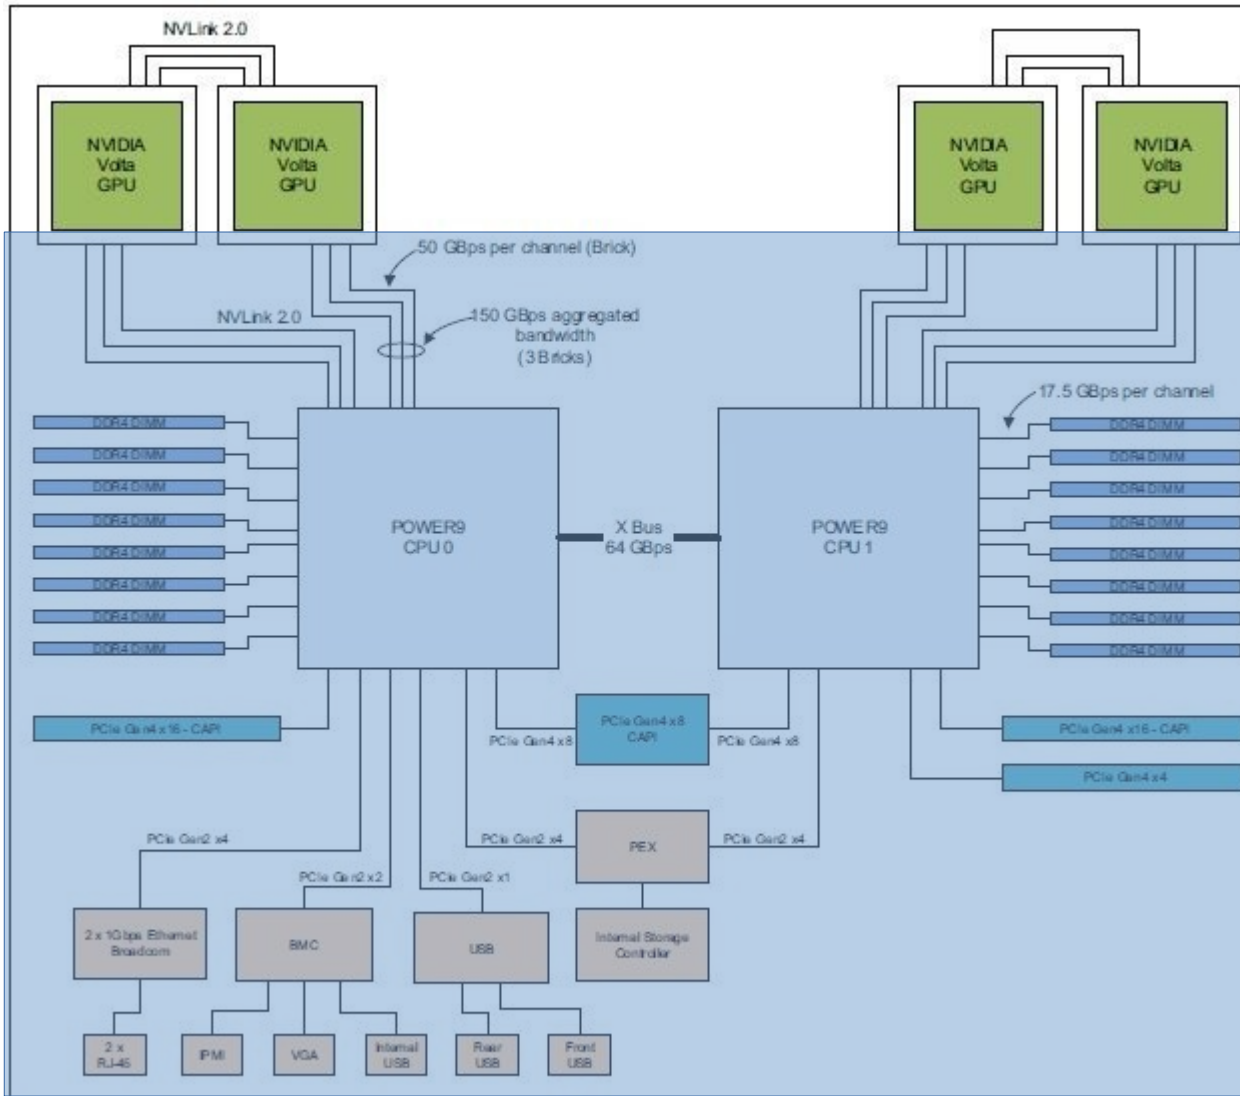 NVLink 2.0
NVIDIA
Volta
GPU
NVIDIA
Volta
GPU
NVIDIA
Volta
GPU
NVIDIA
Volta
GPU
50 GBps per channel (Brick)
NVLink 2.0
150 GBps aggregated
bandwidth
(3 Bricks)
17.5 GBps per channel
DDR4 DIMM
DDR4 DIMM
DDR4 DIMM
DDR4 DIMM
DDR4 DIMM
DDR4 DIMM
DDR4 DIMM
DDR4 DIMM
POWER9
CPU 0
X Bus
64 GBps
POWER9
CPU 1
DDR4 DIMM
DDR4 DIMM
DDR4 DIMM
DDR4 DIMM
DDR4 DIMM
DDR4 DIMM
DDR4 DIMM
DDR4 DIMM
PCIe Gen4 x16 - CAPI
PCIe Gen4 x8
PCIe Gen4 x8
CAPI
PCIe Gen4 x8
PCIe Gen4 x16 - CAPI
PCIe Gen4 x4
PCIe Gen2 x4
PCIe Gen2 x4
PEX
PCIe Gen2 x4
PCIe Gen2 x2
PCIe Gen2 x1
2 x 1Gbps Ethernet
Broadcom
BMC
USB
Internal Storage
Controller
2 x
RJ-45
IPMI
VGA
Internal
USB
Rear
USB
Front
USB